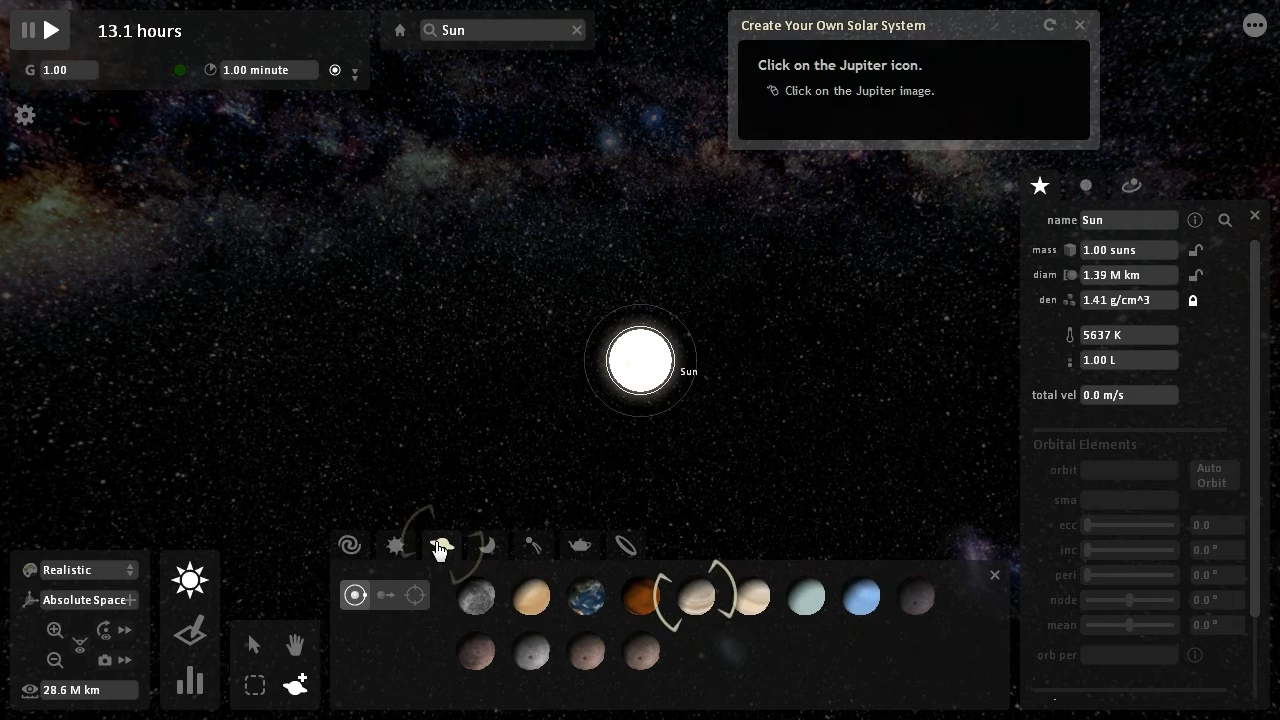 13.1 hours
Sun
G 1.00
1.00 minute
Create Your Own Solar System
Click on the Jupiter icon.
Click on the Jupiter image.
name Sun
mass 1.00 suns
diam 1.39 M km
den 1.41 g/cm^3
5637 K
1.00 L
total vel 0.0 m/s
Sun
Orbital Elements
orbit
Auto
Orbit
sma
ecc 0.0
inc 0.0 °
peri 0.0 °
node 0.0 °
mean 0.0 °
orb per
Realistic
Absolute Space
28.6 M km